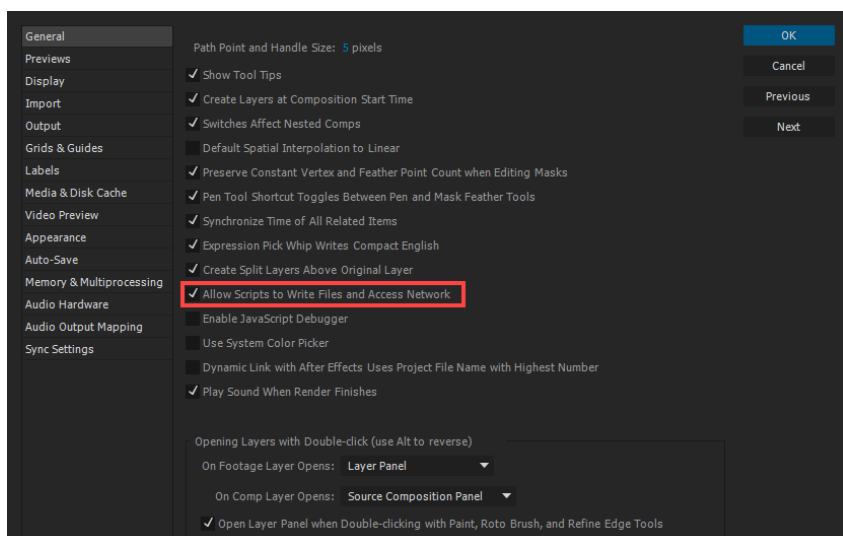 General
Previews
Display
Import
Output
Grids & Guides
Labels
Media & Disk Cache
Video Preview
Appearance
Auto-Save
Memory & Multiprocessing
Audio Hardware
Audio Output Mapping
Sync Settings
Path Point and Handle Size: 5 pixels
Show Tool Tips
Create Layers at Composition Start Time
Switches Affect Nested Comps
Default Spatial Interpolation to Linear
Preserve Constant Vertex and Feather Point Count when Editing Masks
Pen Tool Shortcut Toggles Between Pen and Mask Feather Tools
Synchronize Time of All Related Items
Expression Pick Whip Writes Compact English
Create Split Layers Above Original Layer
Allow Scripts to Write Files and Access Network
Enable JavaScript Debugger
Use System Color Picker
Dynamic Link with After Effects Uses Project File Name with Highest Number
Play Sound When Render Finishes
Opening Layers with Double-click (use Alt to reverse)
On Footage Layer Opens: Layer Panel
On Comp Layer Opens: Source Composition Panel
Open Layer Panel when Double-clicking with Paint, Roto Brush, and Refine Edge Tools
OK
Cancel
Previous
Next